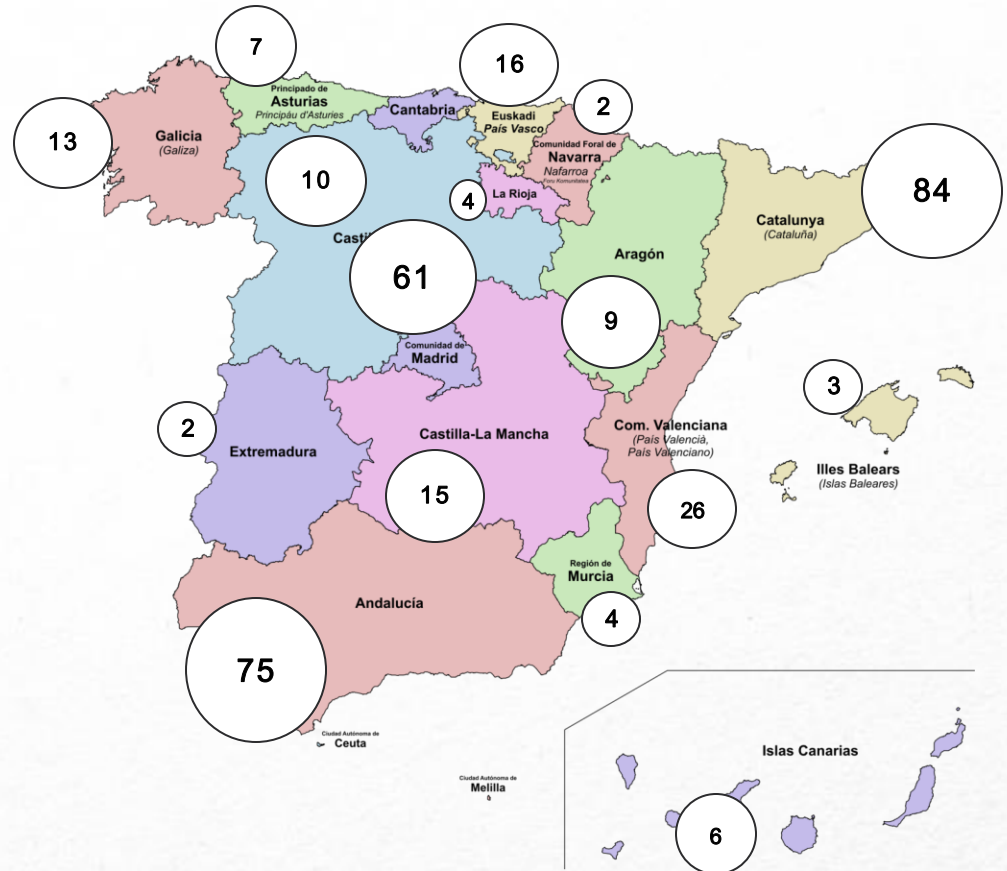 7
16
2
13
84
Principado de
Asturias
Principáu d'Asturies
Cantabria
Euskadi
País Vasco
Galicia
(Galiza)
Comunidad Foral de
Navarra
Nafarroa
Foru Komunitatea
10
4
La Rioja
Catalunya
(Cataluña)
Casti
Aragón
61
9
Comunidad de
Madrid
3
2
Extremadura
Castilla-La Mancha
Com. Valenciana
(País Valencià,
País Valenciano)
Illes Balears
(Islas Baleares)
15
26
Región de
Murcia
Andalucía
4
75
Ciudad Autónoma de
Ceuta
Islas Canarias
Ciudad Autónoma de
Melilla
6